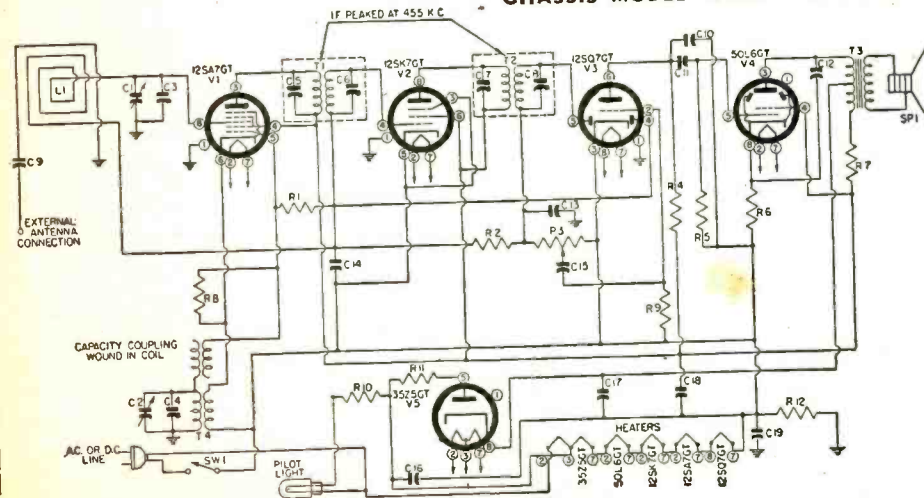 CHASSIS MODEL
IF PEAKED AT 455 KC
12SA7GT
V1
T1
C5
C6
12SK7GT
V2
T2
C7
C8
12SQ7GT
V3
C10
C11
50L6GT
V4
C12
T3
SP1
L1
C1
C3
C9
EXTERNAL
ANTENNA
CONNECTION
R1
R2
C13
P3
C14
C15
R4
R5
R6
R7
R8
R9
CAPACITY COUPLING
WOUND IN COIL
C2
C4
T4
A.C. OR D.C.
LINE
SW1
PILOT
LIGHT
R10
R11
35Z5GT
V5
C16
C17
C18
C19
R12
HEATERS
35Z5GT
50L6GT
12SK7GT
12SA7GT
12SQ7GT